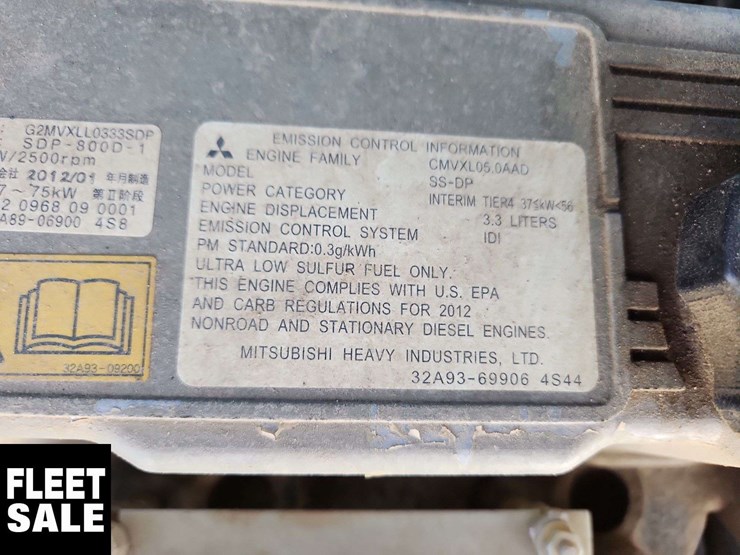 G2MVXLL0333SDP
SDP-800D-1
/2500rpm
2012/01 年月制造
7～75kW 第Ⅱ阶段
2 0968 09 0001
A89-06900 4S8
32A93-09200
EMISSION CONTROL INFORMATION
ENGINE FAMILY CMVXL05.0AAD
MODEL SS-DP
POWER CATEGORY INTERIM TIER4 37≤kW<56
ENGINE DISPLACEMENT 3.3 LITERS
EMISSION CONTROL SYSTEM IDI
PM STANDARD:0.3g/kWh
ULTRA LOW SULFUR FUEL ONLY.
THIS ENGINE COMPLIES WITH U.S. EPA
AND CARB REGULATIONS FOR 2012
NONROAD AND STATIONARY DIESEL ENGINES.
MITSUBISHI HEAVY INDUSTRIES, LTD.
32A93-69906 4S44
FLEET
SALE